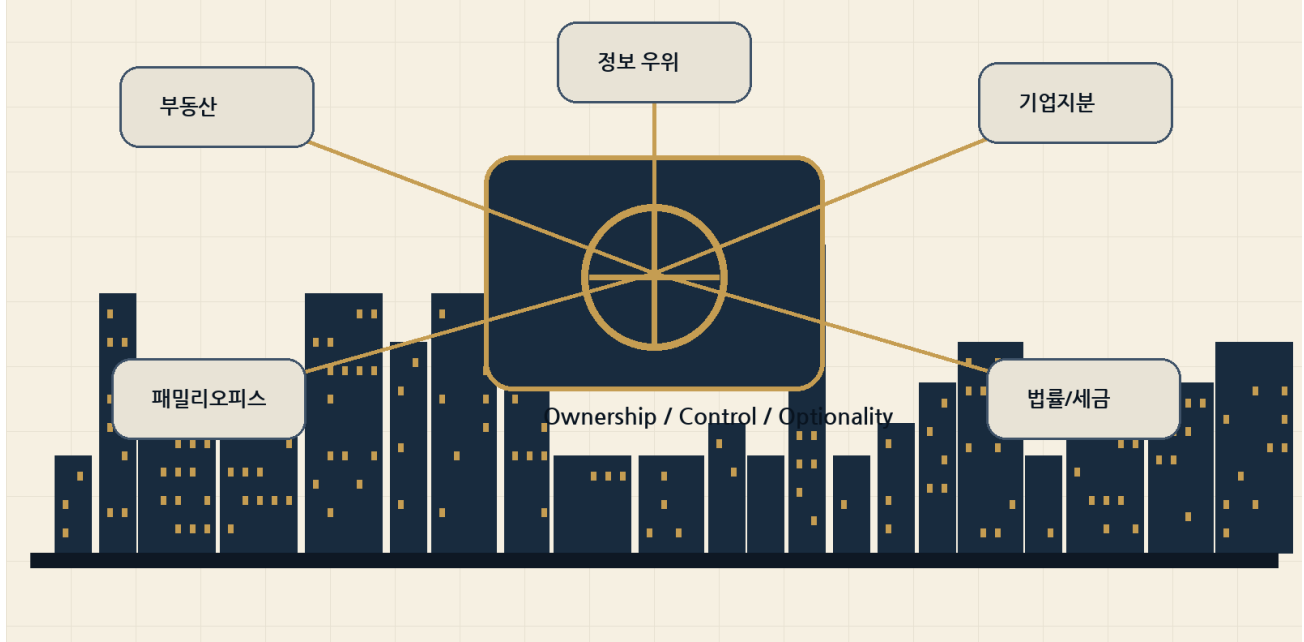 정보 우위
부동산
기업지분
패밀리오피스
법률/세금
Ownership / Control / Optionality